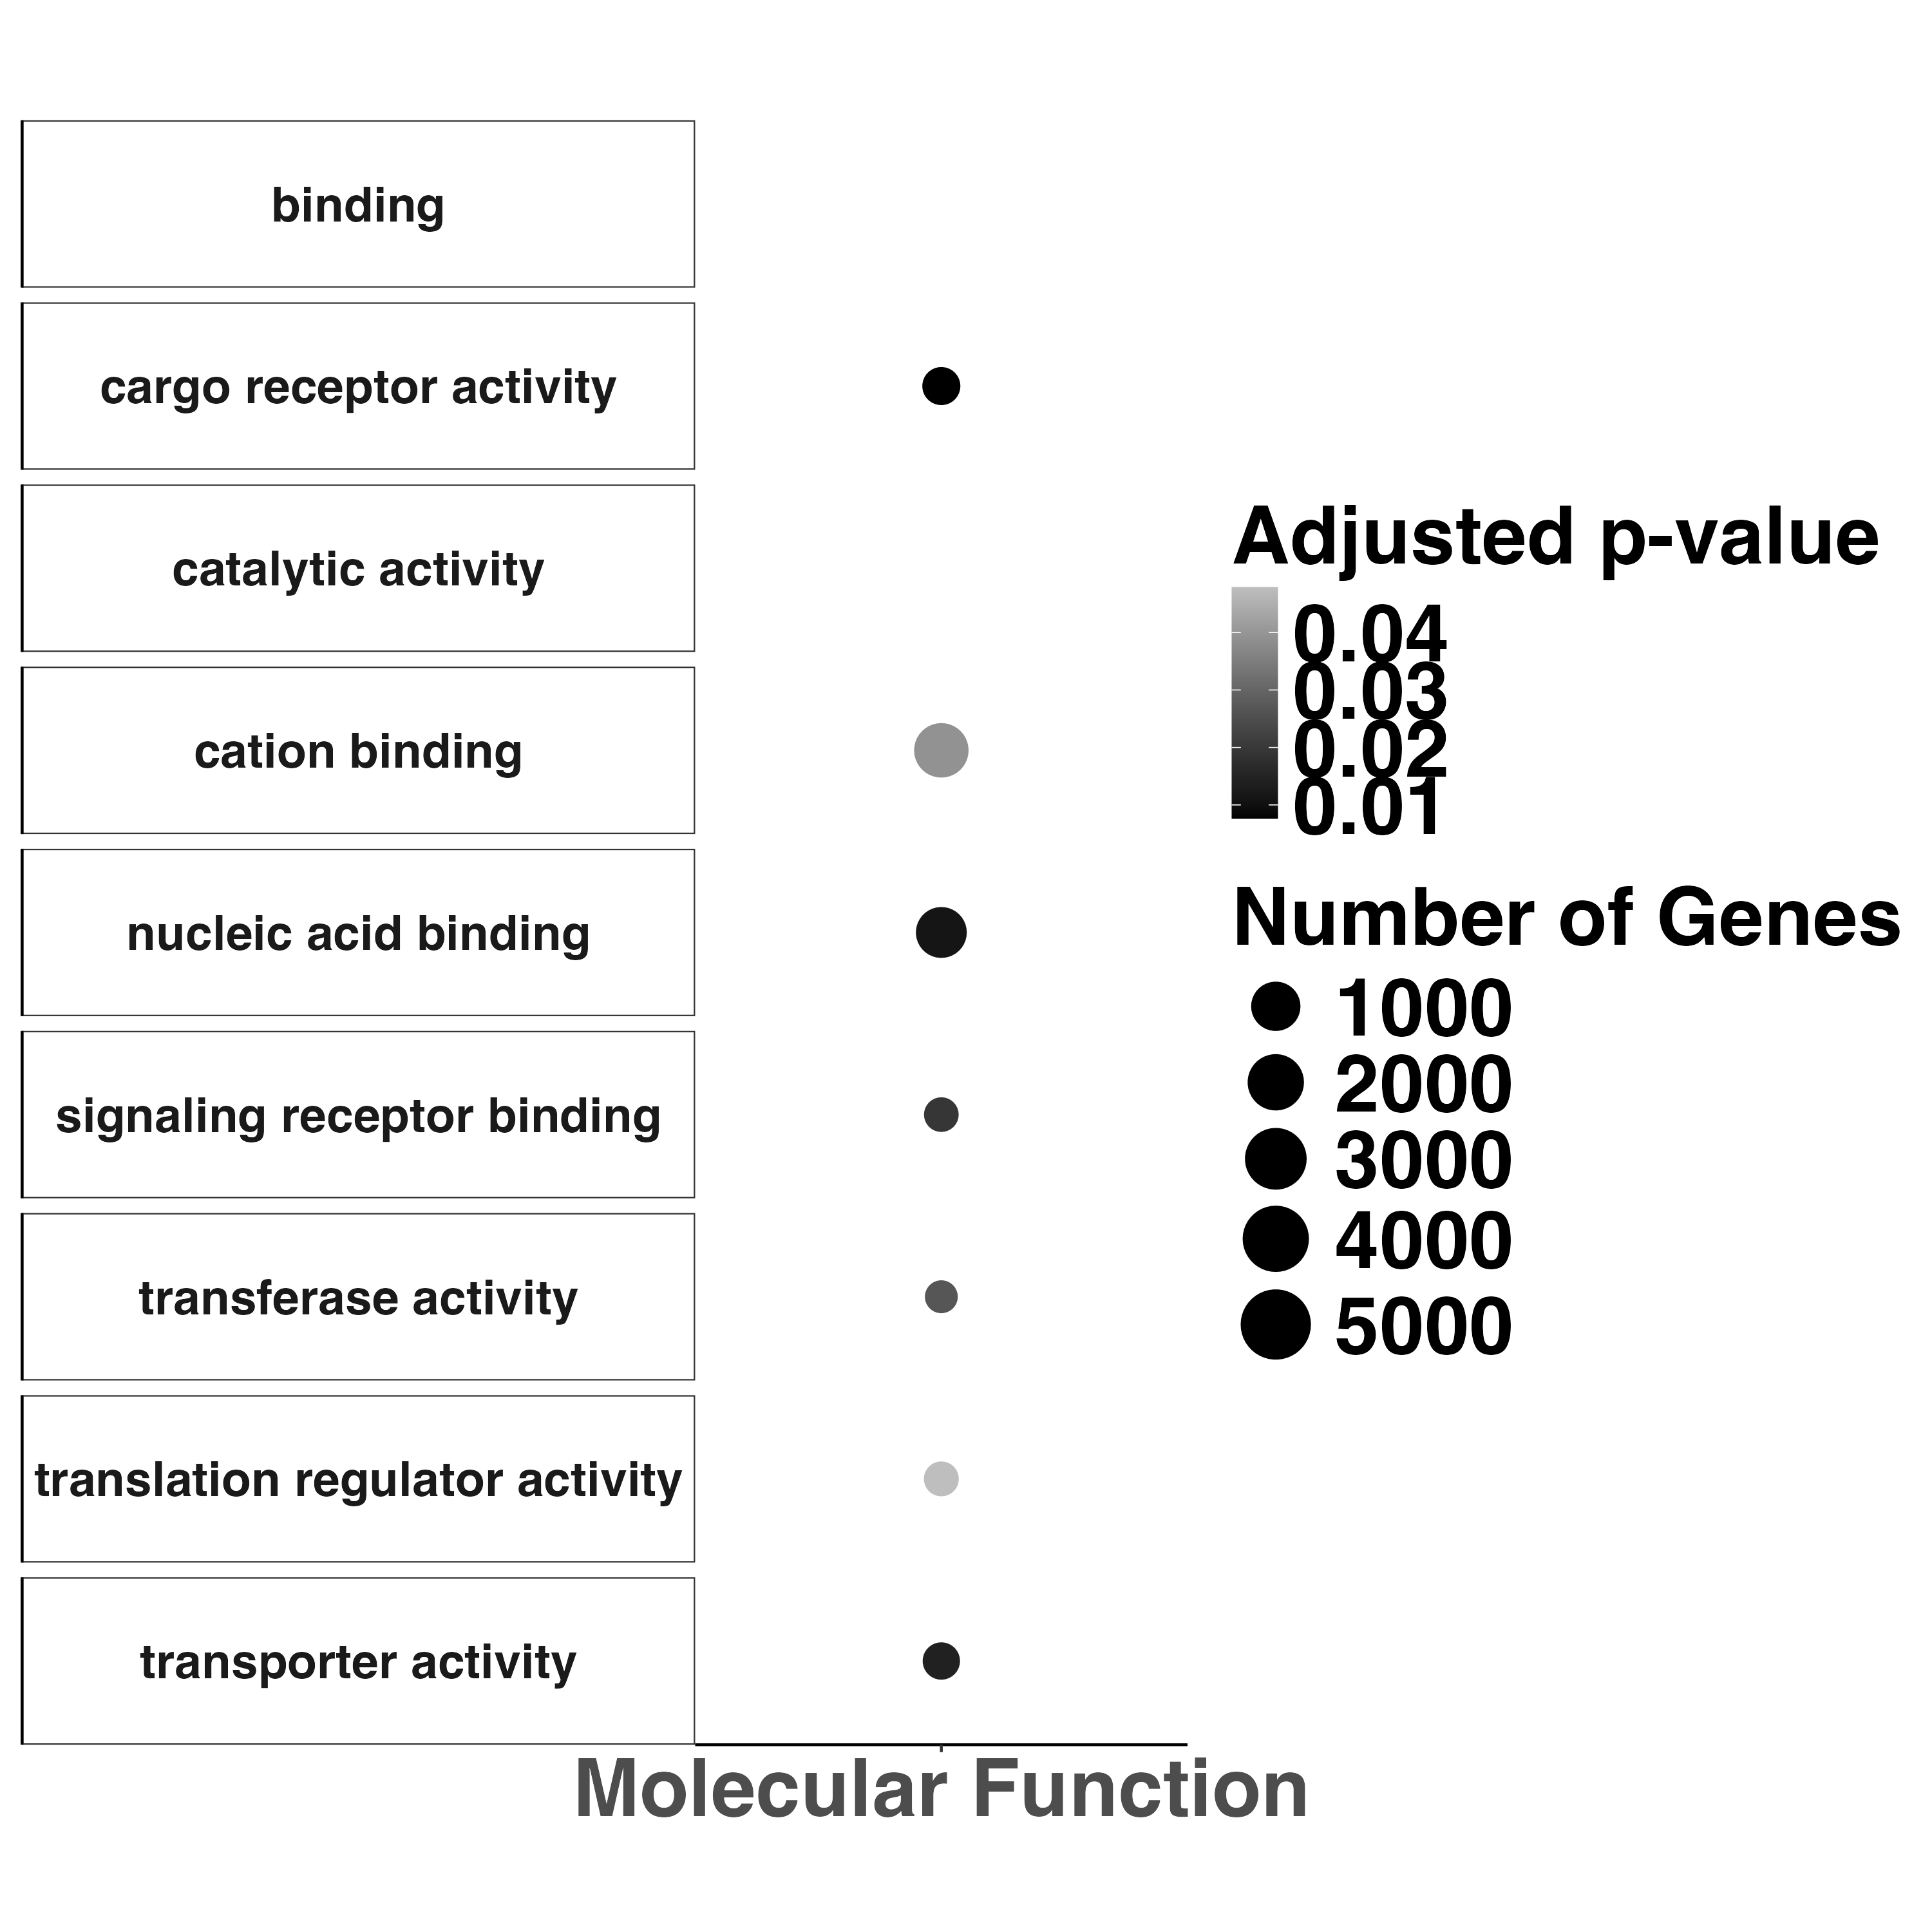 binding
cargo receptor activity
catalytic activity
cation binding
nucleic acid binding
signaling receptor binding
transferase activity
translation regulator activity
transporter activity
Molecular Function
Adjusted p-value
0.04
0.03
0.02
0.01
Number of Genes
1000
2000
3000
4000
5000